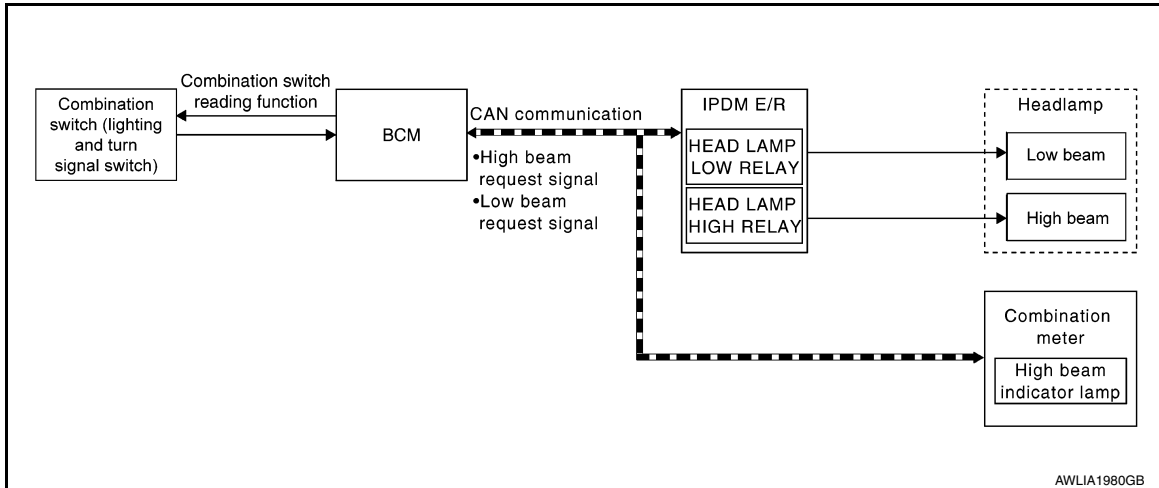 Combination switch
reading function
Combination
switch (lighting
and turn
signal switch)
BCM
CAN communication
•High beam
request signal
•Low beam
request signal
IPDM E/R
HEAD LAMP
LOW RELAY
HEAD LAMP
HIGH RELAY
Headlamp
Low beam
High beam
Combination
meter
High beam
indicator lamp
AWLIA1980GB